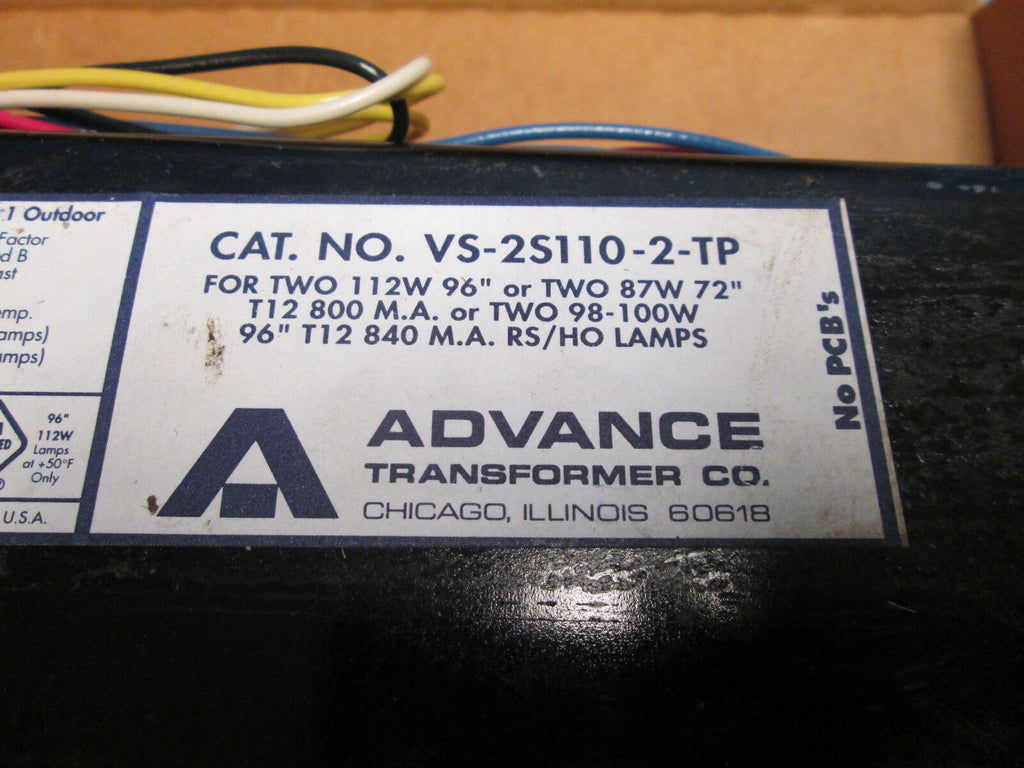 1 Outdoor
Factor
d B
ast
emp.
amps)
mps)
96"
112W
Lamps
at +50°F
Only
U.S.A.
CAT. NO. VS-2S110-2-TP
FOR TWO 112W 96" or TWO 87W 72"
T12 800 M.A. or TWO 98-100W
96" T12 840 M.A. RS/HO LAMPS
ADVANCE
TRANSFORMER CO.
CHICAGO, ILLINOIS 60618
No PCB's